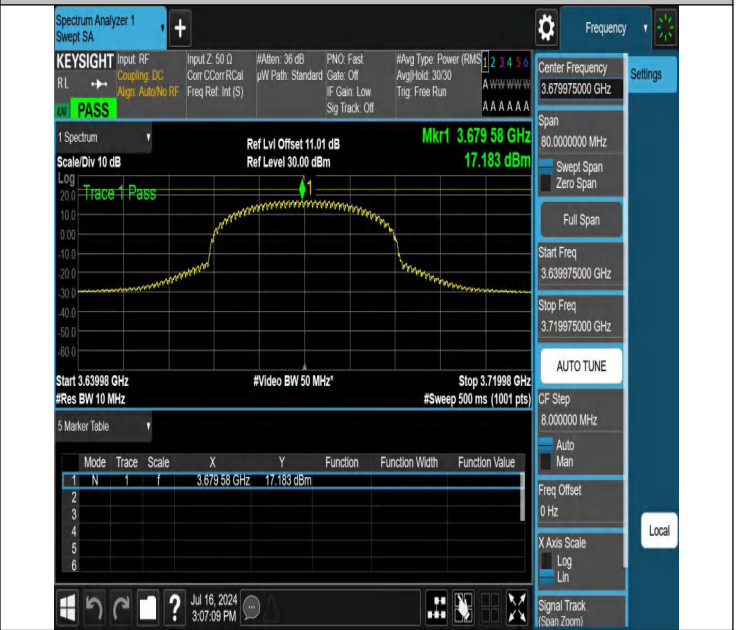 Spectrum Analyzer 1
Swept SA
+
Frequency
KEYSIGHT
Input: RF
Input Z: 50 Ω
#Atten: 36 dB
PNO: Fast
#Avg Type: Power (RMS
1 2 3 4 5 6
RL
Coupling: DC
Corr CCorr RCal
µW Path: Standard
Gate: Off
Avg|Hold: 30/30
A W W W W W
Align: Auto/No RF
Freq Ref: Int (S)
IF Gain: Low
Trig: Free Run
Sig Track: Off
A A A A A A
PASS
1 Spectrum
Ref Lvl Offset 11.01 dB
Mkr1 3.679 58 GHz
Scale/Div 10 dB
Ref Level 30.00 dBm
17.183 dBm
Log
Trace 1 Pass
1
20.0
10.0
0.00
-10.0
-20.0
-30.0
-40.0
-50.0
-60.0
Start 3.63998 GHz
#Video BW 50 MHz*
Stop 3.71998 GHz
#Res BW 10 MHz
#Sweep 500 ms (1001 pts)
5 Marker Table
Mode Trace Scale X Y Function Function Width Function Value
1 N 1 f 3.679 58 GHz 17.183 dBm
2
3
4
5
6
Jul 16, 2024
3:07:09 PM
?
Center Frequency
3.679975000 GHz
Settings
Span
80.0000000 MHz
Swept Span
Zero Span
Full Span
Start Freq
3.639975000 GHz
Stop Freq
3.719975000 GHz
AUTO TUNE
CF Step
8.000000 MHz
Auto
Man
Freq Offset
0 Hz
Local
X Axis Scale
Log
Lin
Signal Track
(Span Zoom)